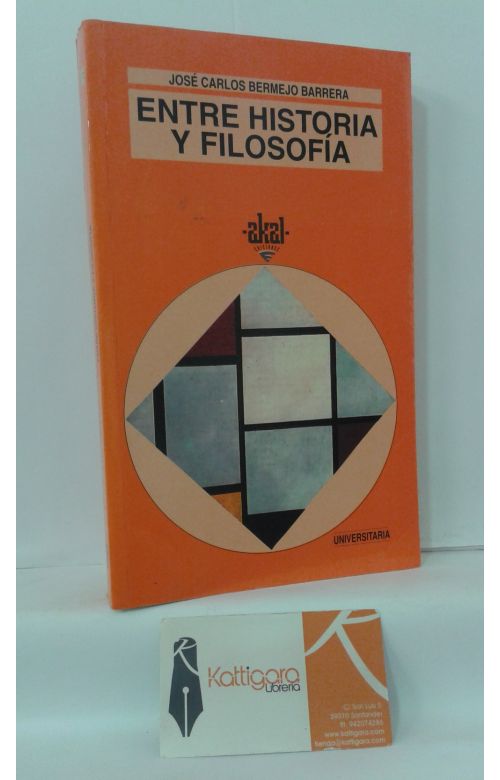 JOSÉ CARLOS BERMEJO BARRERA
ENTRE HISTORIA
Y FILOSOFÍA
akal
EDICIONES
UNIVERSITARIA
Kattigara
Librería
C/ San Luis 5
39010 Santander
tlf. 942074286
www.kattigara.com
tienda@kattigara.com